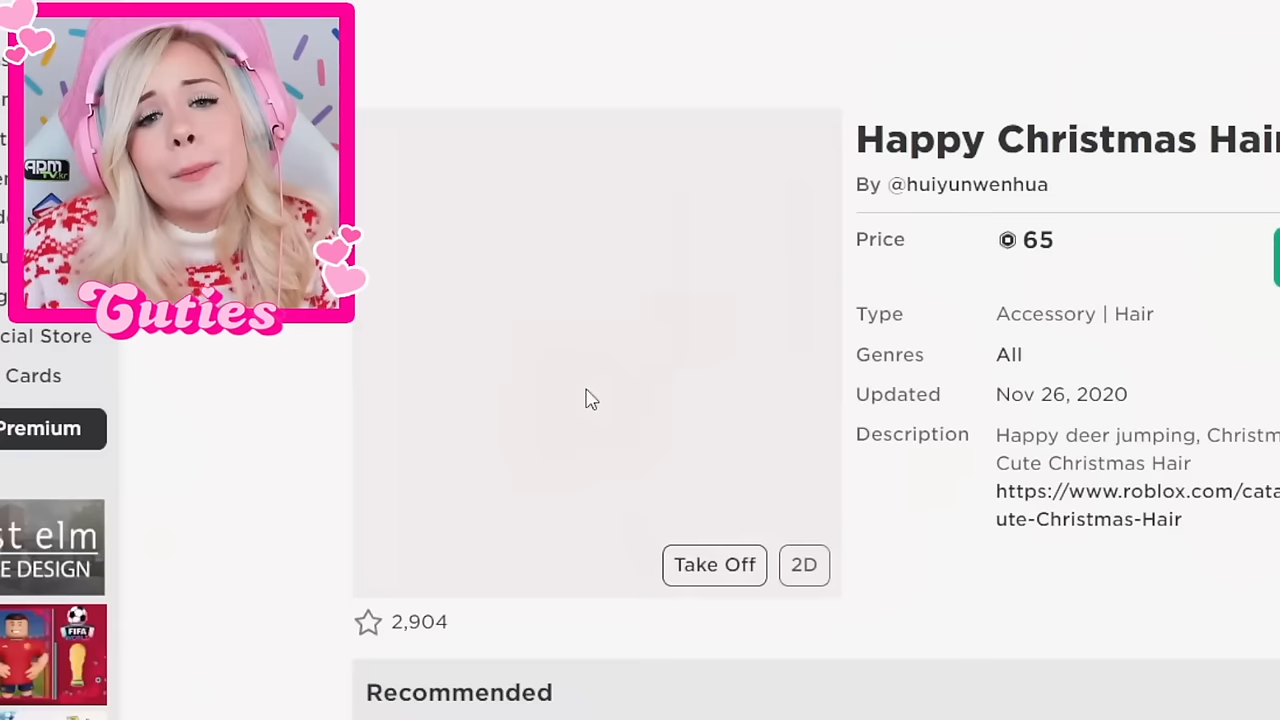 Cuties
cial Store
Cards
Premium
st elm
E DESIGN
FIFA
Happy Christmas Hair
By @huiyunwenhua
Price 65
Type Accessory | Hair
Genres All
Updated Nov 26, 2020
Description Happy deer jumping, Christm
Cute Christmas Hair
https://www.roblox.com/cata
ute-Christmas-Hair
Take Off 2D
2,904
Recommended